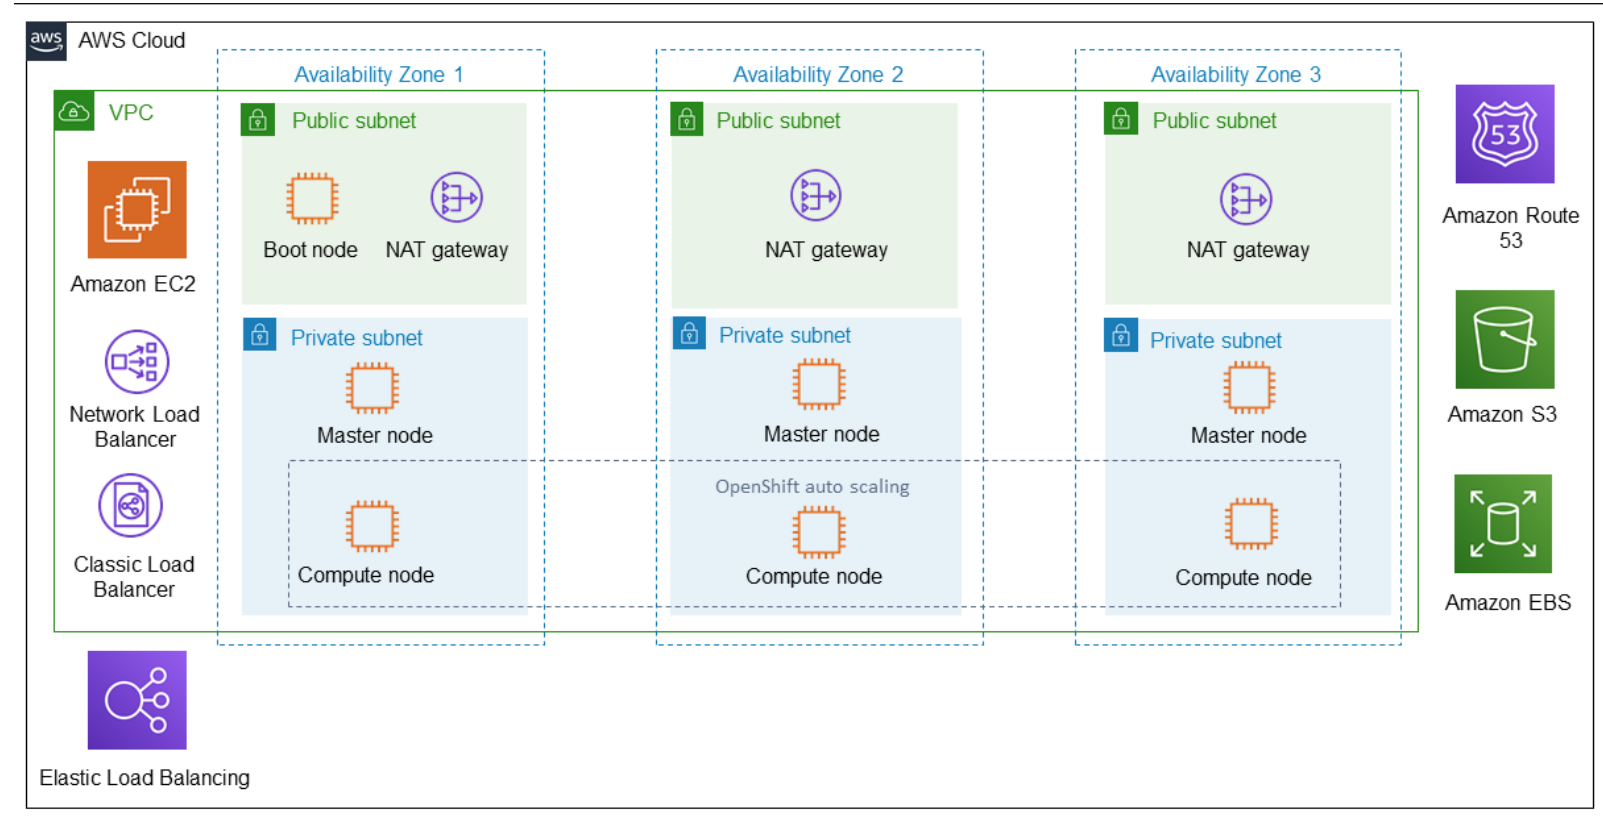 aws
AWS Cloud
Availability Zone 1
Availability Zone 2
Availability Zone 3
VPC
Public subnet
Public subnet
Public subnet
53
Boot node
NAT gateway
NAT gateway
NAT gateway
Amazon Route
53
Amazon EC2
Private subnet
Private subnet
Private subnet
Network Load
Balancer
Master node
Master node
Master node
Amazon S3
OpenShift auto scaling
Classic Load
Balancer
Compute node
Compute node
Compute node
Amazon EBS
Elastic Load Balancing